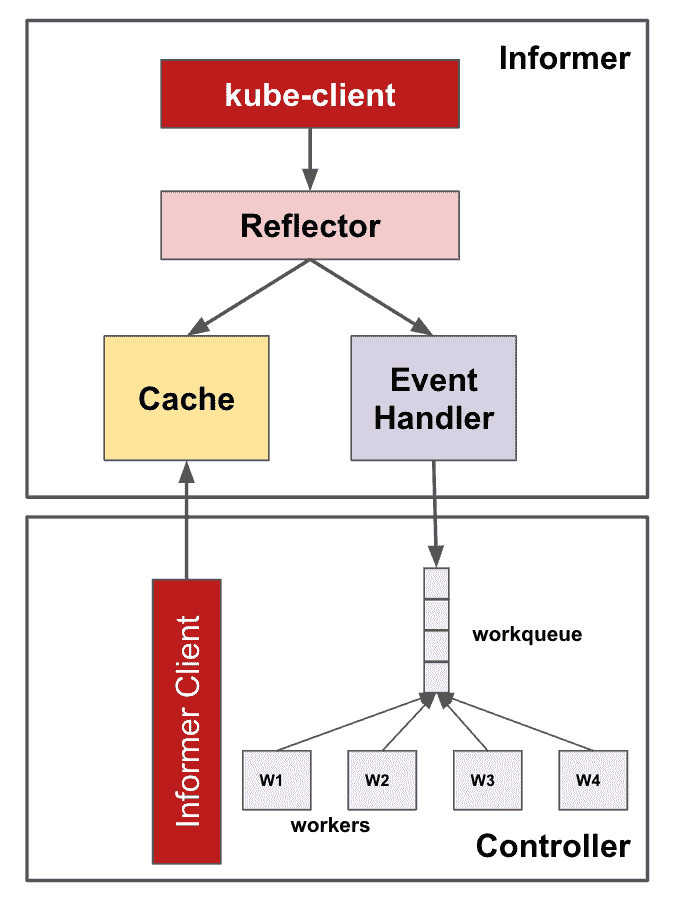 Informer
kube-client
Reflector
Cache
Event
Handler
Informer Client
workqueue
W1
W2
W3
W4
workers
Controller